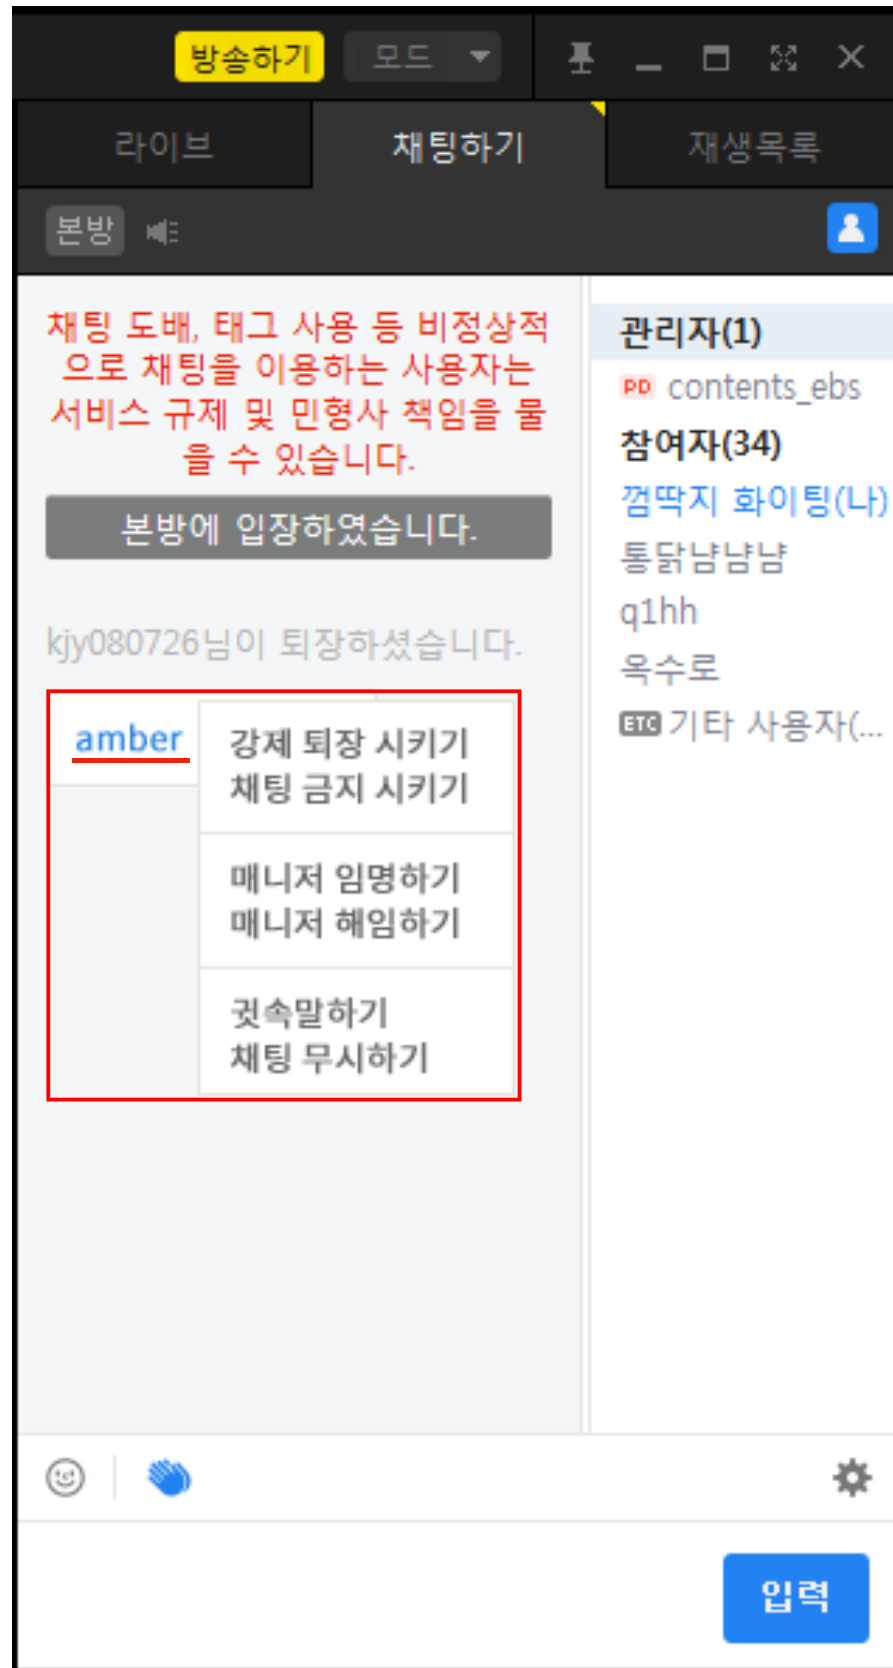 방송하기 모드
라이브 채팅하기 재생목록
본방
채팅 도배, 태그 사용 등 비정상적
으로 채팅을 이용하는 사용자는
서비스 규제 및 민형사 책임을 물
을 수 있습니다.
본방에 입장하였습니다.
kjy080726님이 퇴장하셨습니다.
amber
강제 퇴장 시키기
채팅 금지 시키기
매니저 임명하기
매니저 해임하기
귓속말하기
채팅 무시하기
관리자(1)
PD contents_ebs
참여자(34)
껌딱지 화이팅(나)
통닭냠냠냠
q1hh
옥수로
ETC 기타 사용자(...
입력